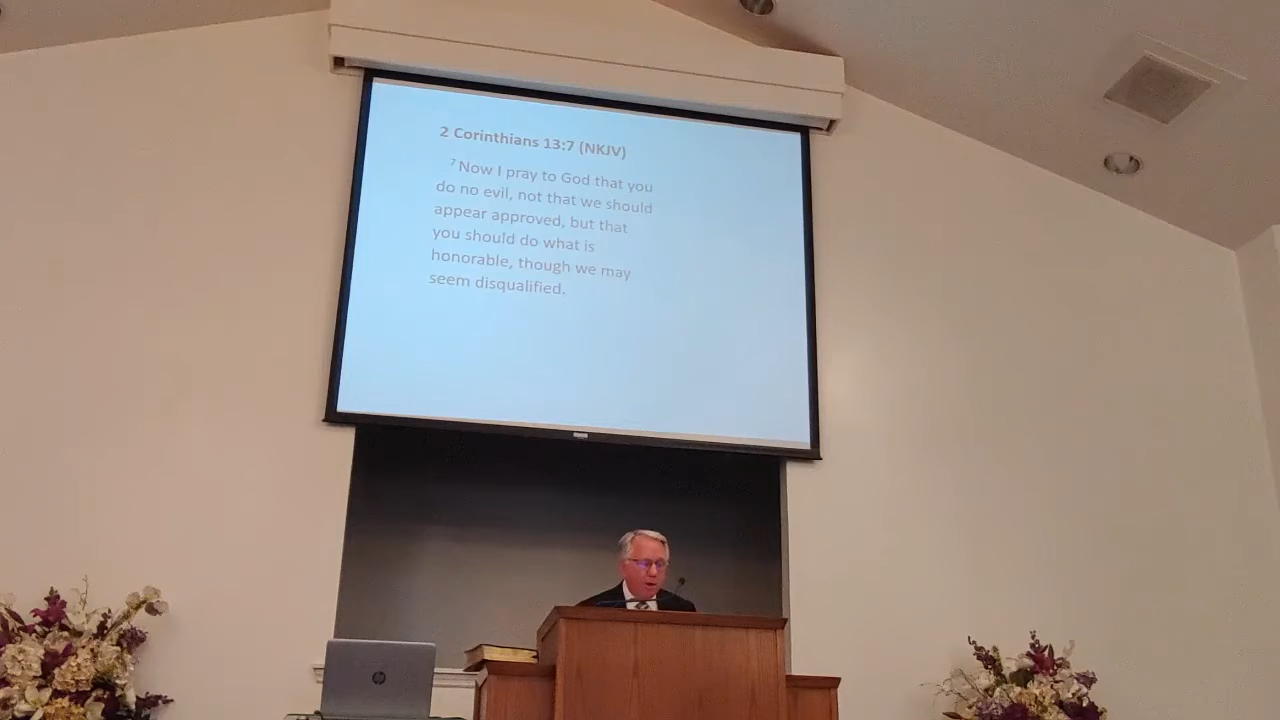 2 Corinthians 13:7 (NKJV)
7 Now I pray to God that you
do no evil, not that we should
appear approved, but that
you should do what is
honorable, though we may
seem disqualified.
hp